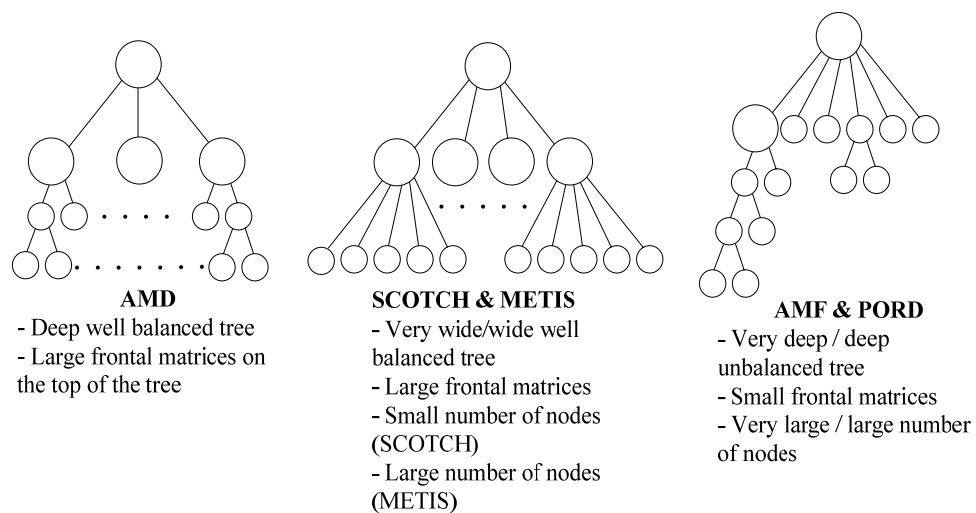 AMD
- Deep well balanced tree
- Large frontal matrices on
the top of the tree
SCOTCH & METIS
- Very wide/wide well
balanced tree
- Large frontal matrices
- Small number of nodes
(SCOTCH)
- Large number of nodes
(METIS)
AMF & PORD
- Very deep / deep
unbalanced tree
- Small frontal matrices
- Very large / large number
of nodes